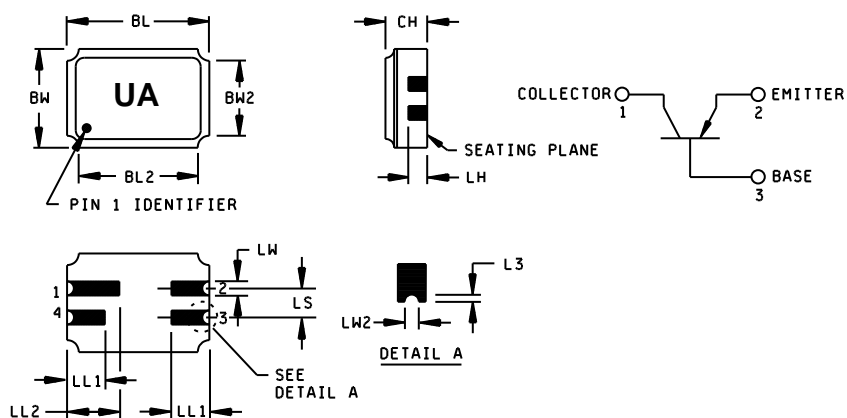 BL
CH
BW
UA
BW2
BL2
PIN 1 IDENTIFIER
SEATING PLANE
LH
COLLECTOR
1
EMITTER
2
BASE
3
LW
1
2
LS
4
3
LL1
LL1
LL2
SEE
DETAIL A
L3
LW2
DETAIL A